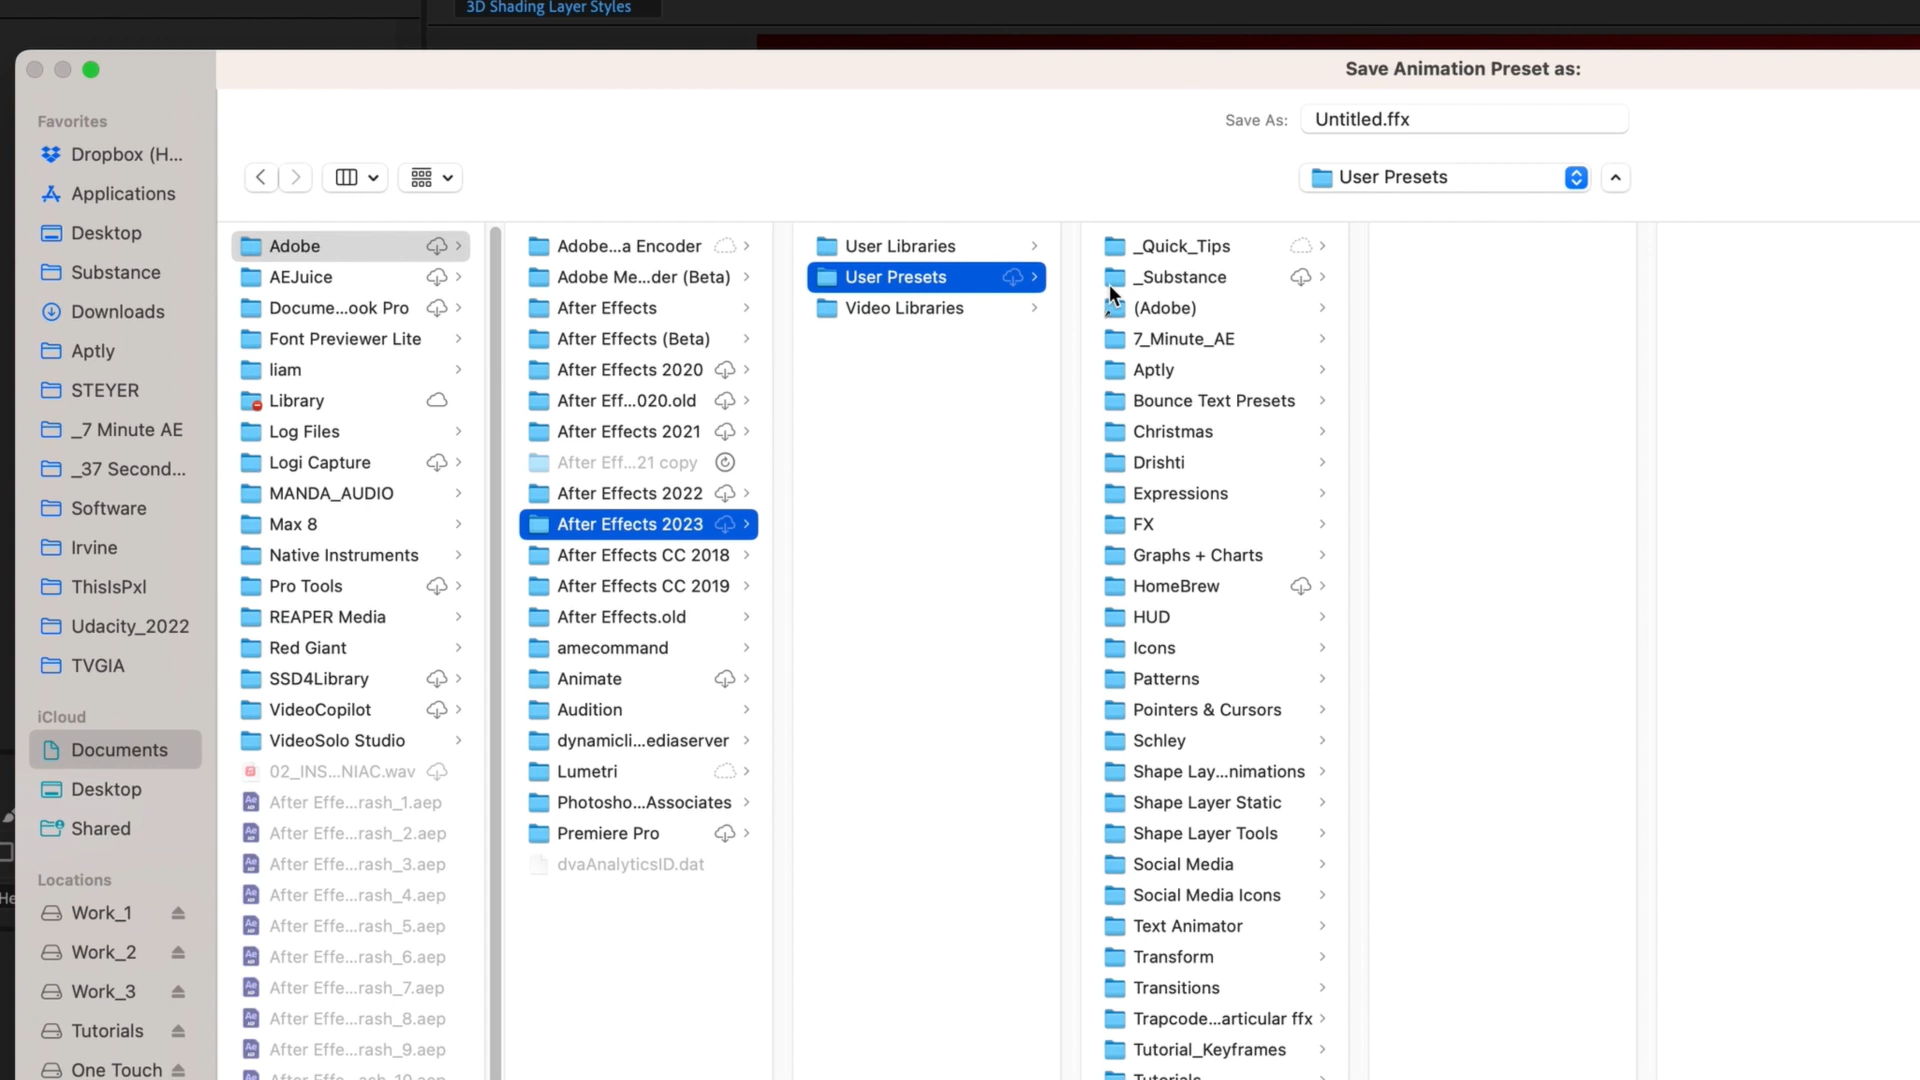 3D Shading Layer Styles
Save Animation Preset as:
Save As:
Untitled.ffx
User Presets
Favorites
Dropbox (H...
Applications
Desktop
Substance
Downloads
Aptly
STEYER
_7 Minute AE
_37 Second...
Software
Irvine
ThisIsPxl
Udacity_2022
TVGIA
iCloud
Documents
Desktop
Shared
Locations
Work_1
Work_2
Work_3
Tutorials
One Touch
Adobe
AEJuice
Docume...ook Pro
Font Previewer Lite
liam
Library
Log Files
Logi Capture
MANDA_AUDIO
Max 8
Native Instruments
Pro Tools
REAPER Media
Red Giant
SSD4Library
VideoCopilot
VideoSolo Studio
02_INS...NIAC.wav
After Effe...rash_1.aep
After Effe...rash_2.aep
After Effe...rash_3.aep
After Effe...rash_4.aep
After Effe...rash_5.aep
After Effe...rash_6.aep
After Effe...rash_7.aep
After Effe...rash_8.aep
After Effe...rash_9.aep
After Effe...ash_10.aep
Adobe...a Encoder
Adobe Me...der (Beta)
After Effects
After Effects (Beta)
After Effects 2020
After Eff...020.old
After Effects 2021
After Eff...21 copy
After Effects 2022
After Effects 2023
After Effects CC 2018
After Effects CC 2019
After Effects.old
amecommand
Animate
Audition
dynamicli...ediaserver
Lumetri
Photosho...Associates
Premiere Pro
dvaAnalyticsID.dat
User Libraries
User Presets
Video Libraries
_Quick_Tips
_Substance
(Adobe)
7_Minute_AE
Aptly
Bounce Text Presets
Christmas
Drishti
Expressions
FX
Graphs + Charts
HomeBrew
HUD
Icons
Patterns
Pointers & Cursors
Schley
Shape Lay...nimations
Shape Layer Static
Shape Layer Tools
Social Media
Social Media Icons
Text Animator
Transform
Transitions
Trapcode...articular ffx
Tutorial_Keyframes
Tutorials
He